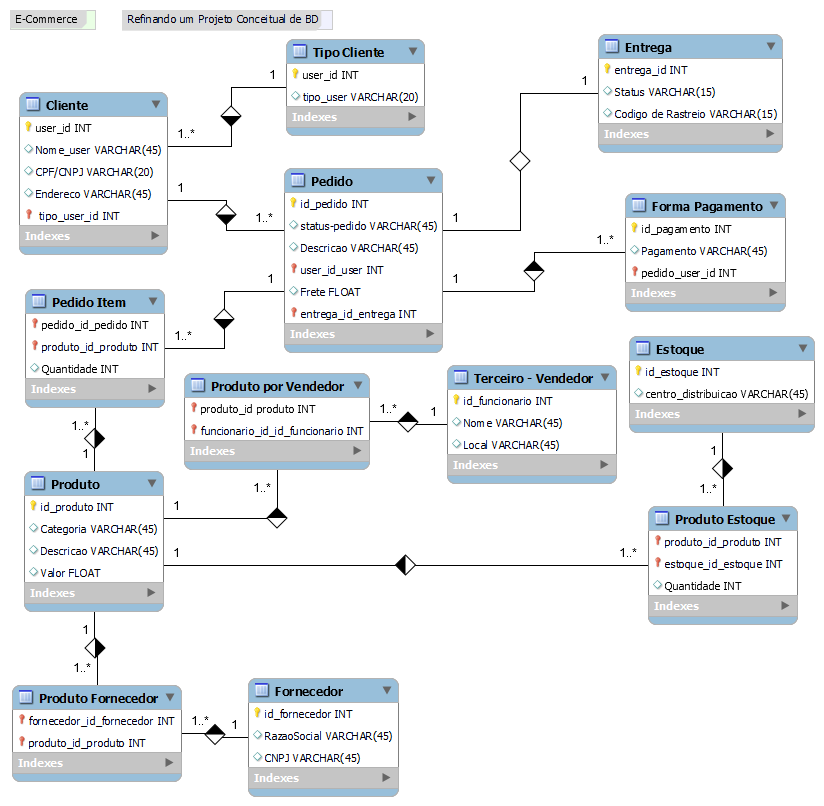 E-Commerce
Refinando um Projeto Conceitual de BD
Tipo Cliente
user_id INT
tipo_user VARCHAR(20)
Indexes
1
1..*
Cliente
user_id INT
Nome_user VARCHAR(45)
CPF/CNPJ VARCHAR(20)
Endereco VARCHAR(45)
tipo_user_id INT
Indexes
1
1..*
Entrega
entrega_id INT
Status VARCHAR(15)
Codigo de Rastreio VARCHAR(15)
Indexes
1
1
Pedido
id_pedido INT
status-pedido VARCHAR(45)
Descricao VARCHAR(45)
user_id_user INT
Frete FLOAT
entrega_id_entrega INT
Indexes
1
1..*
Forma Pagamento
id_pagamento INT
Pagamento VARCHAR(45)
pedido_user_id INT
Indexes
1
1..*
Pedido Item
pedido_id_pedido INT
produto_id_produto INT
Quantidade INT
Indexes
1..*
1
Estoque
id_estoque INT
centro_distribuicao VARCHAR(45)
Indexes
1
1..*
Produto por Vendedor
produto_id produto INT
funcionario_id_id_funcionario INT
Indexes
1..*
1
Terceiro - Vendedor
id_funcionario INT
Nome VARCHAR(45)
Local VARCHAR(45)
Indexes
1..*
1
Produto
id_produto INT
Categoria VARCHAR(45)
Descricao VARCHAR(45)
Valor FLOAT
Indexes
1
1..*
Produto Estoque
produto_id_produto INT
estoque_id_estoque INT
Quantidade INT
Indexes
1
1..*
Produto Fornecedor
fornecedor_id_fornecedor INT
produto_id_produto INT
Indexes
1..*
1
Fornecedor
id_fornecedor INT
RazaoSocial VARCHAR(45)
CNPJ VARCHAR(45)
Indexes